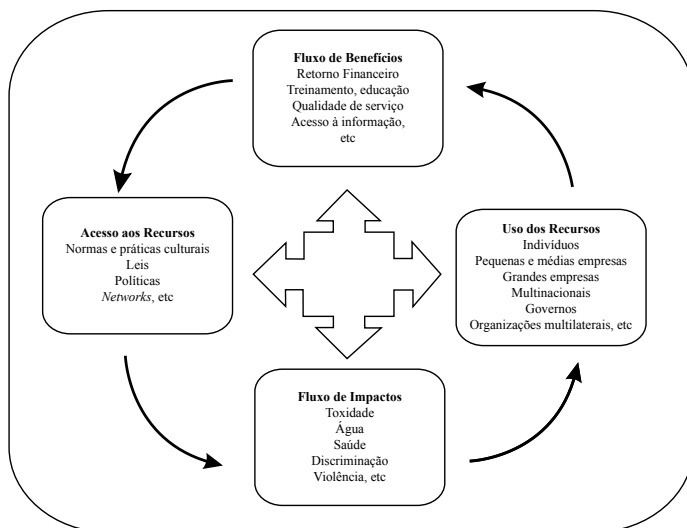 Fluxo de Benefícios
Retorno Financeiro
Treinamento, educação
Qualidade de serviço
Acesso à informação,
etc
Acesso aos Recursos
Normas e práticas culturais
Leis
Políticas
Networks, etc
Uso dos Recursos
Indivíduos
Pequenas e médias empresas
Grandes empresas
Multinacionais
Governos
Organizações multilaterais, etc
Fluxo de Impactos
Toxidade
Água
Saúde
Discriminação
Violência, etc